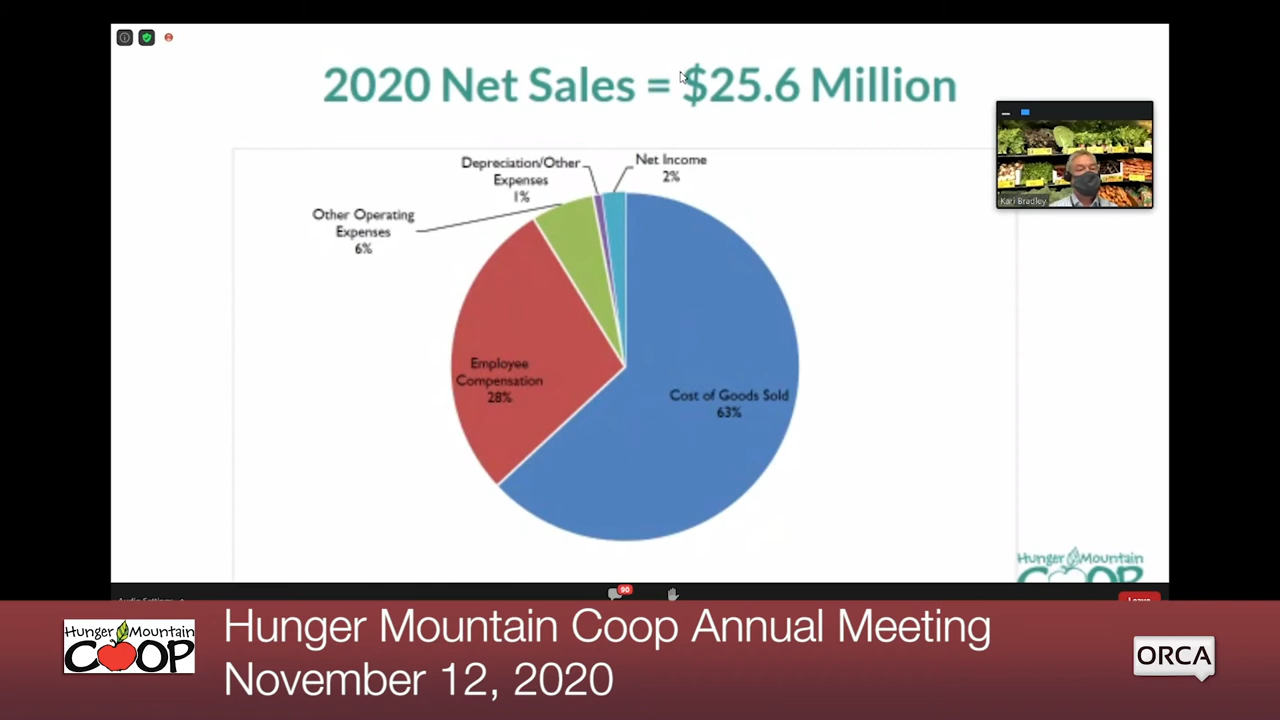 2020 Net Sales = $25.6 Million
Depreciation/Other
Expenses
1%
Net Income
2%
Other Operating
Expenses
6%
Employee
Compensation
28%
Cost of Goods Sold
63%
Kari Bradley
Hunger Mountain
COOP
90
Leave
Hunger Mountain
COOP
Hunger Mountain Coop Annual Meeting
November 12, 2020
ORCA